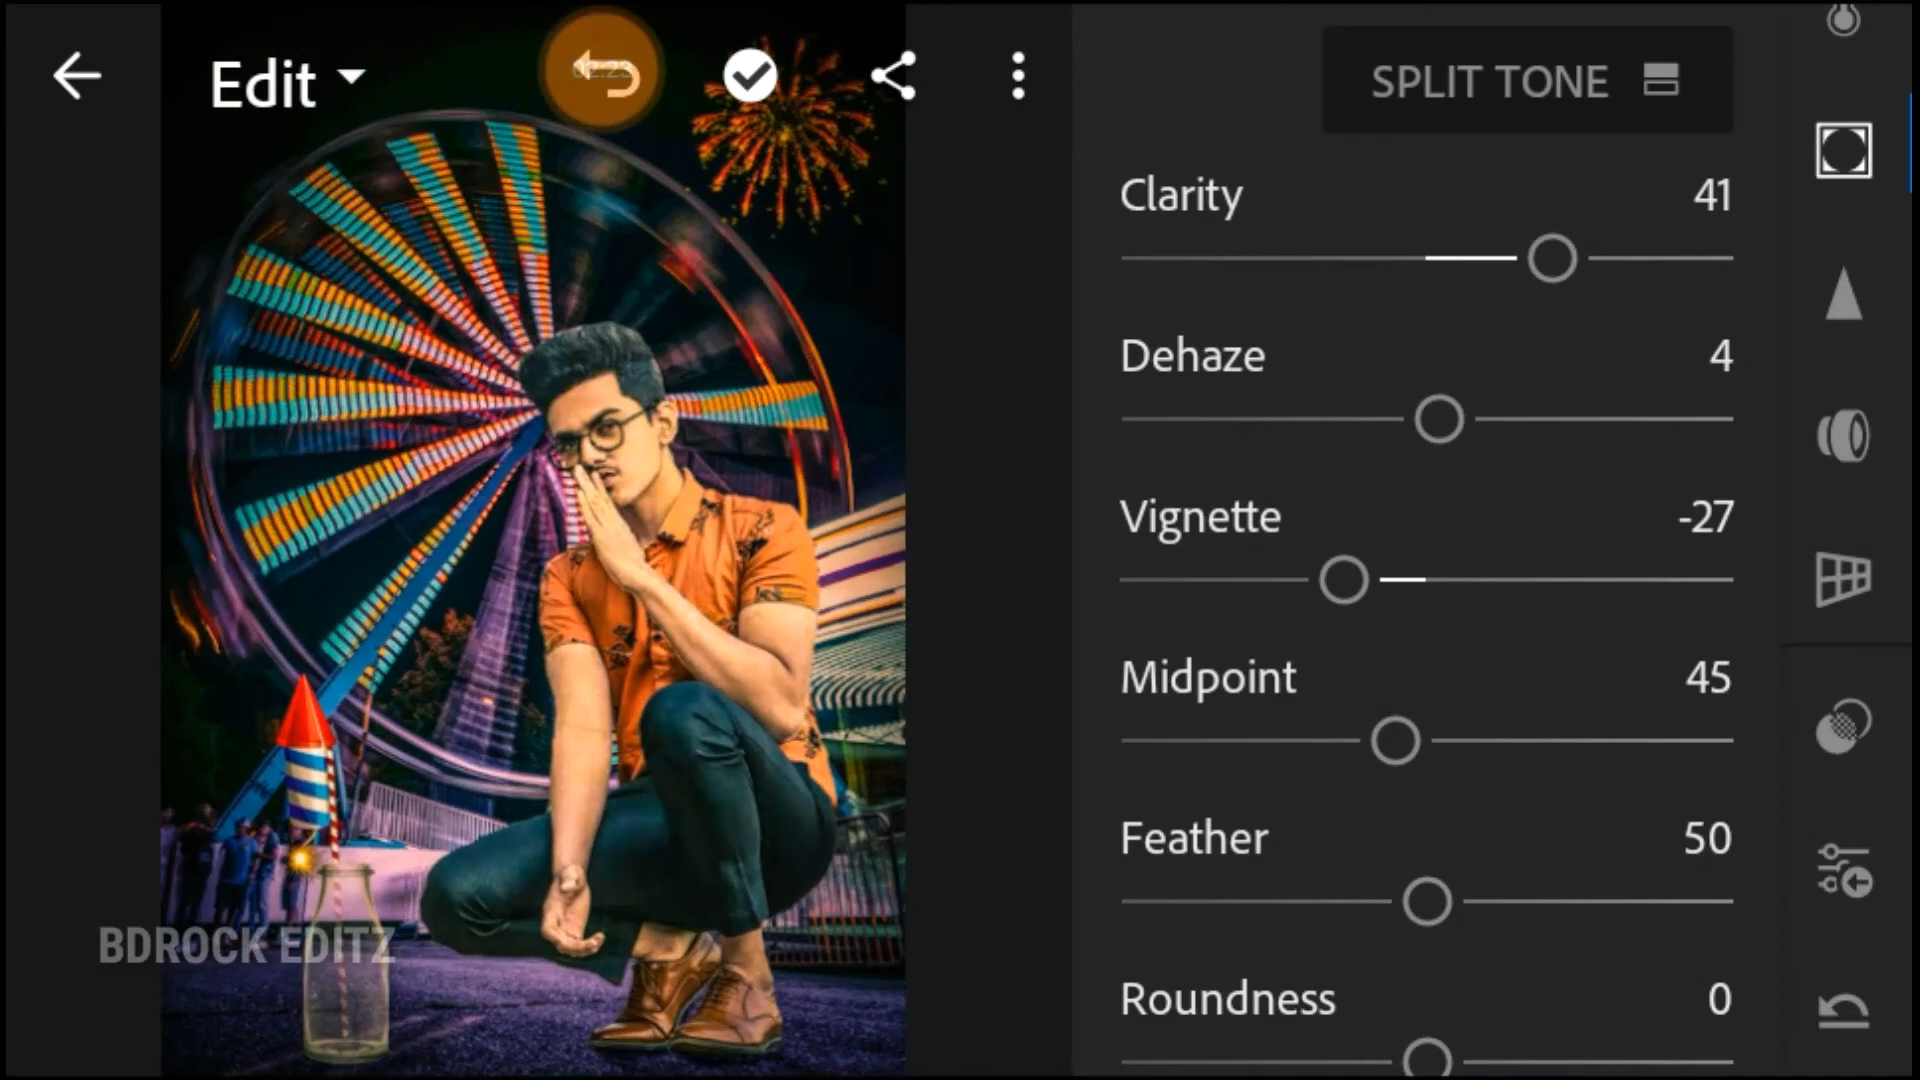 Edit
SPLIT TONE
Clarity 41
Dehaze 4
Vignette -27
Midpoint 45
Feather 50
Roundness 0
BDROCK EDITZ